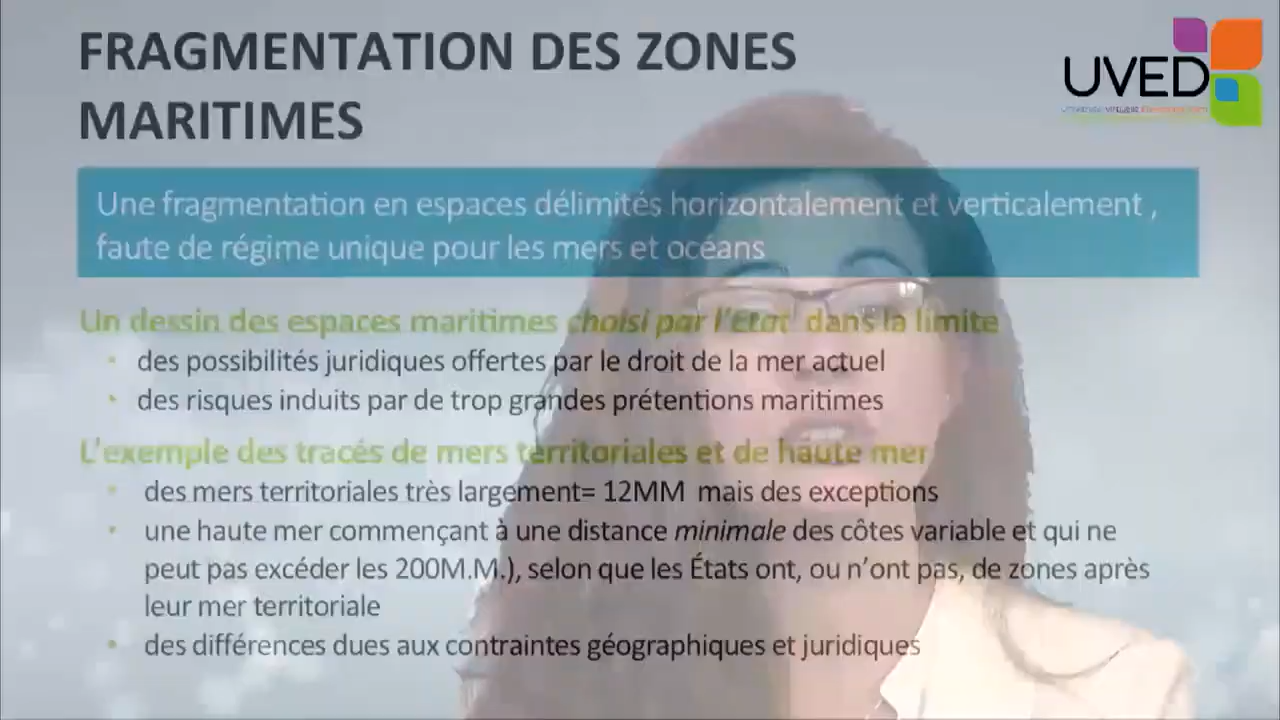 FRAGMENTATION DES ZONES
MARITIMES
UVED
Une fragmentation en espaces délimités horizontalement et verticalement ,
faute de régime unique pour les mers et océans
Un dessin des espaces maritimes choisi par l'Etat dans la limite
• des possibilités juridiques offertes par le droit de la mer actuel
• des risques induits par de trop grandes prétentions maritimes
L'exemple des tracés de mers territoriales et de haute mer
• des mers territoriales très largement= 12MM mais des exceptions
• une haute mer commençant à une distance minimale des côtes variable et qui ne
peut pas excéder les 200M.M.), selon que les États ont, ou n'ont pas, de zones après
leur mer territoriale
• des différences dues aux contraintes géographiques et juridiques